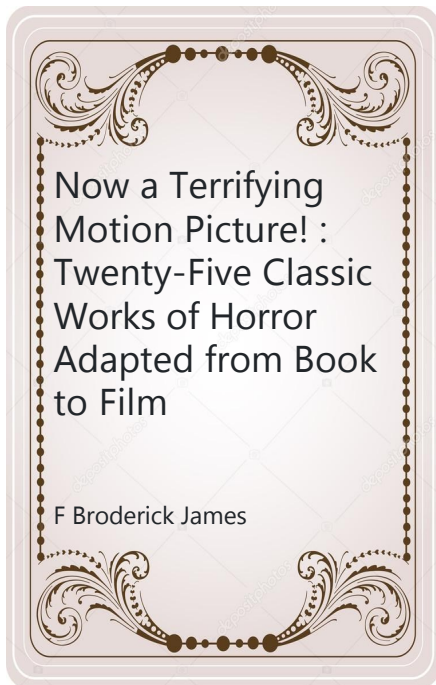 Now a Terrifying
Motion Picture! :
Twenty-Five Classic
Works of Horror
Adapted from Book
to Film
F Broderick James